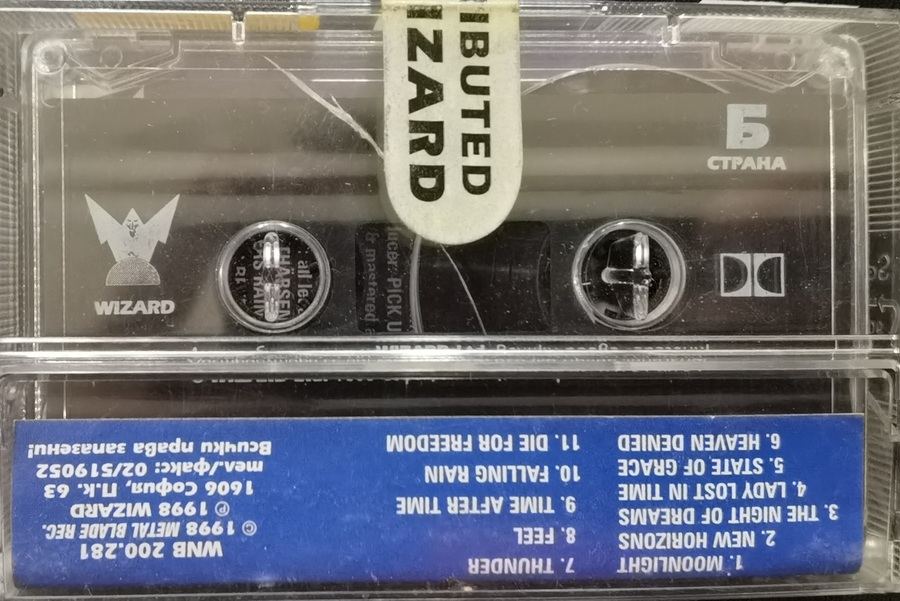 IBUTED
IZARD
Б
СТРАНА
WIZARD
1. MOONLIGHT
2. NEW HORIZONS
3. THE NIGHT OF DREAMS
4. LADY LOST IN TIME
5. STATE OF GRACE
6. HEAVEN DENIED
7. THUNDER
8. FEEL
9. TIME AFTER TIME
10. FALLING RAIN
11. DIE FOR FREEDOM
WNB 200.281
© 1998 METAL BLADE REC.
℗ 1998 WIZARD
1606 София, П.к. 63
тел./факс: 02/519052
Всички права запазени!